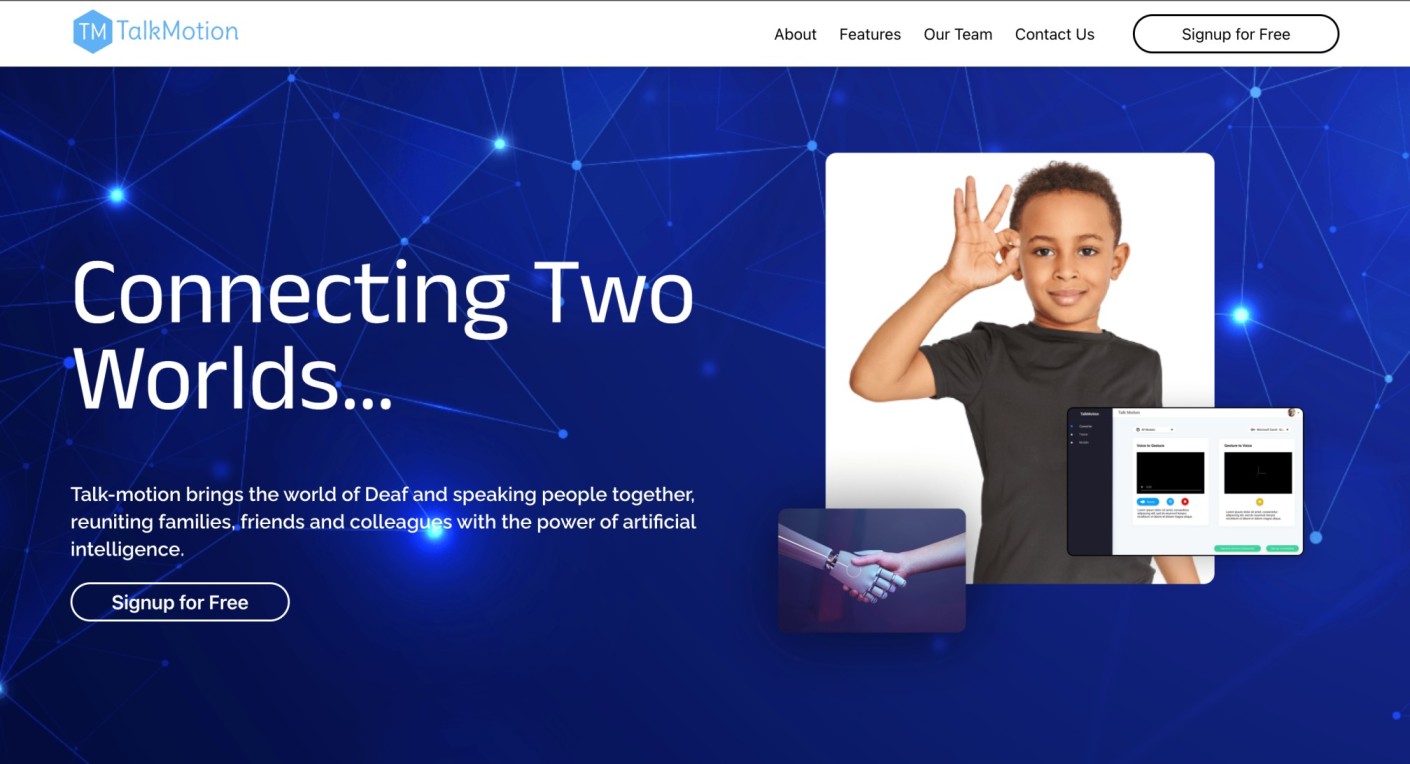 TM TalkMotion
About Features Our Team Contact Us Signup for Free
Connecting Two
Worlds...
Talk-motion brings the world of Deaf and speaking people together,
reuniting families, friends and colleagues with the power of artificial
intelligence.
Signup for Free
TalkMotion
Talk Motion
Voice to Gesture
Gesture to Voice